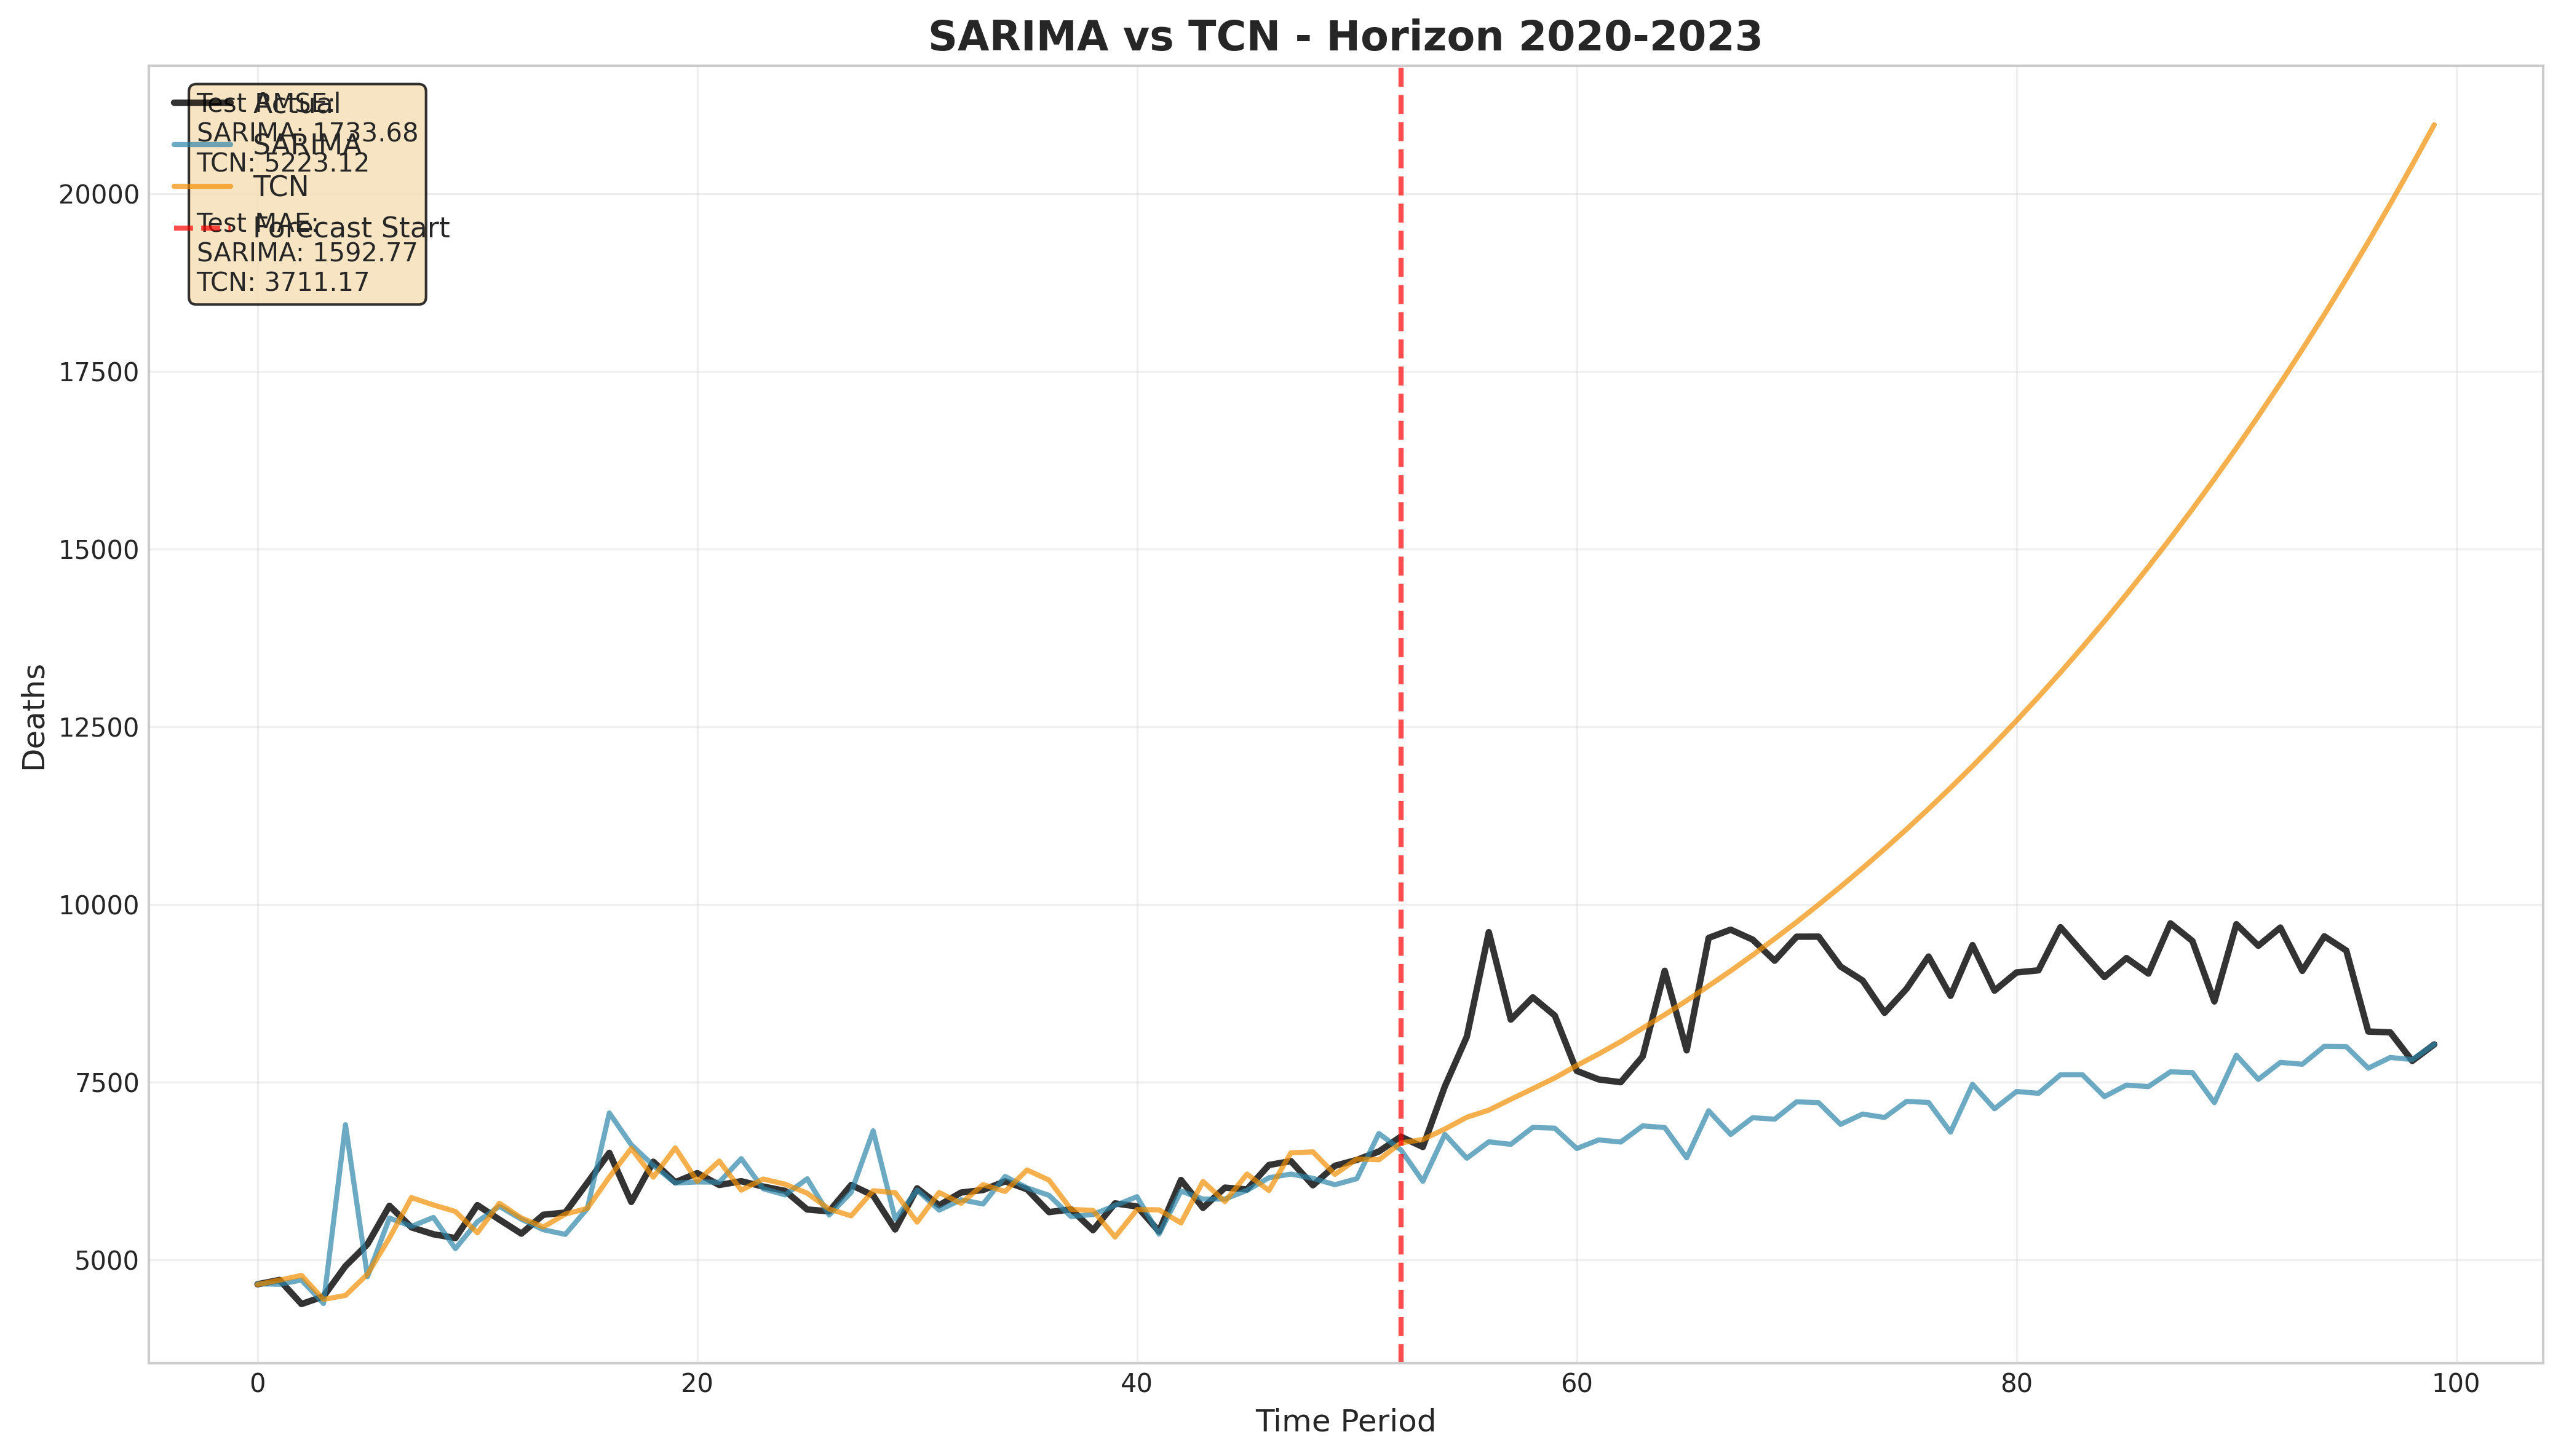 SARIMA vs TCN - Horizon 2020-2023
Actual
SARIMA
TCN
Forecast Start
Test RMSE:
SARIMA: 1733.68
TCN: 5223.12
Test MAE:
SARIMA: 1592.77
TCN: 3711.17
Deaths
20000
17500
15000
12500
10000
7500
5000
0
20
40
60
80
100
Time Period